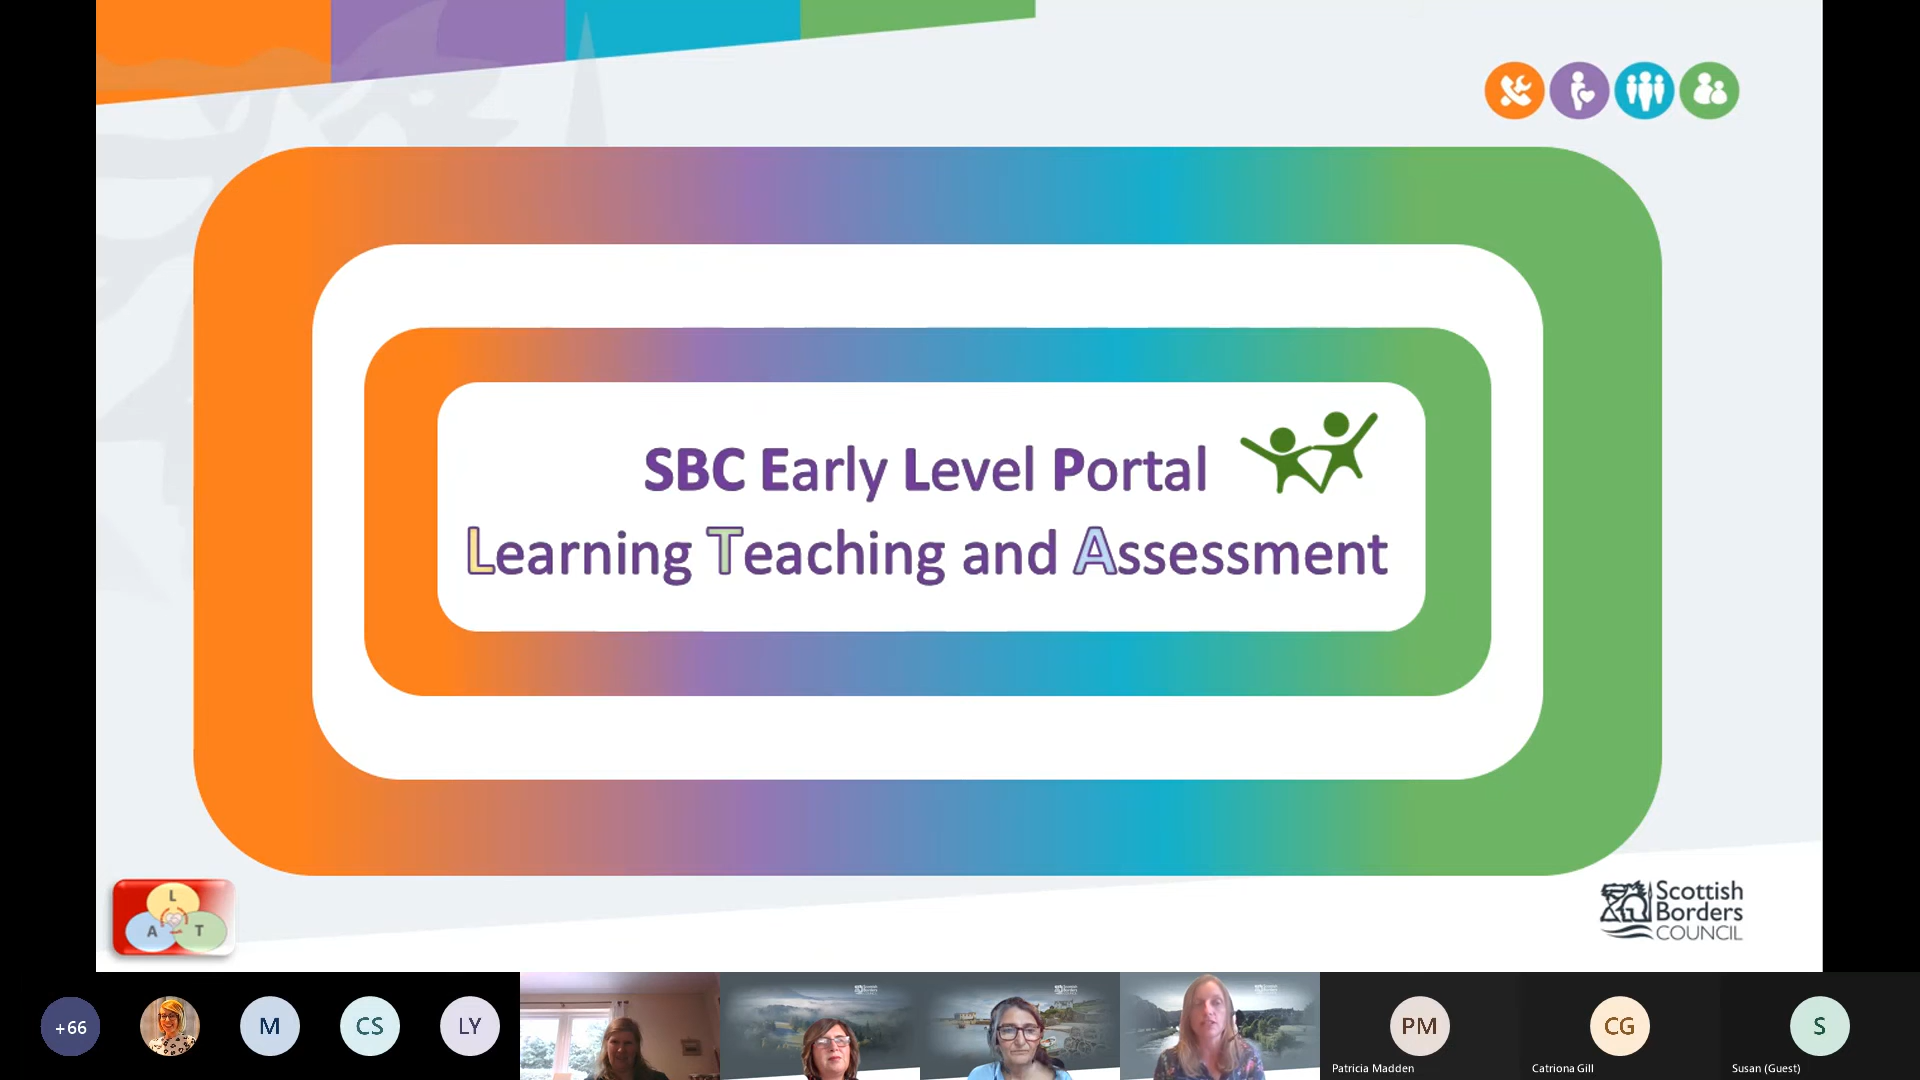 SBC Early Level Portal
Learning Teaching and Assessment
L
A T
Scottish
Borders
COUNCIL
+66
M
CS
LY
PM
CG
S
Patricia Madden
Catriona Gill
Susan (Guest)